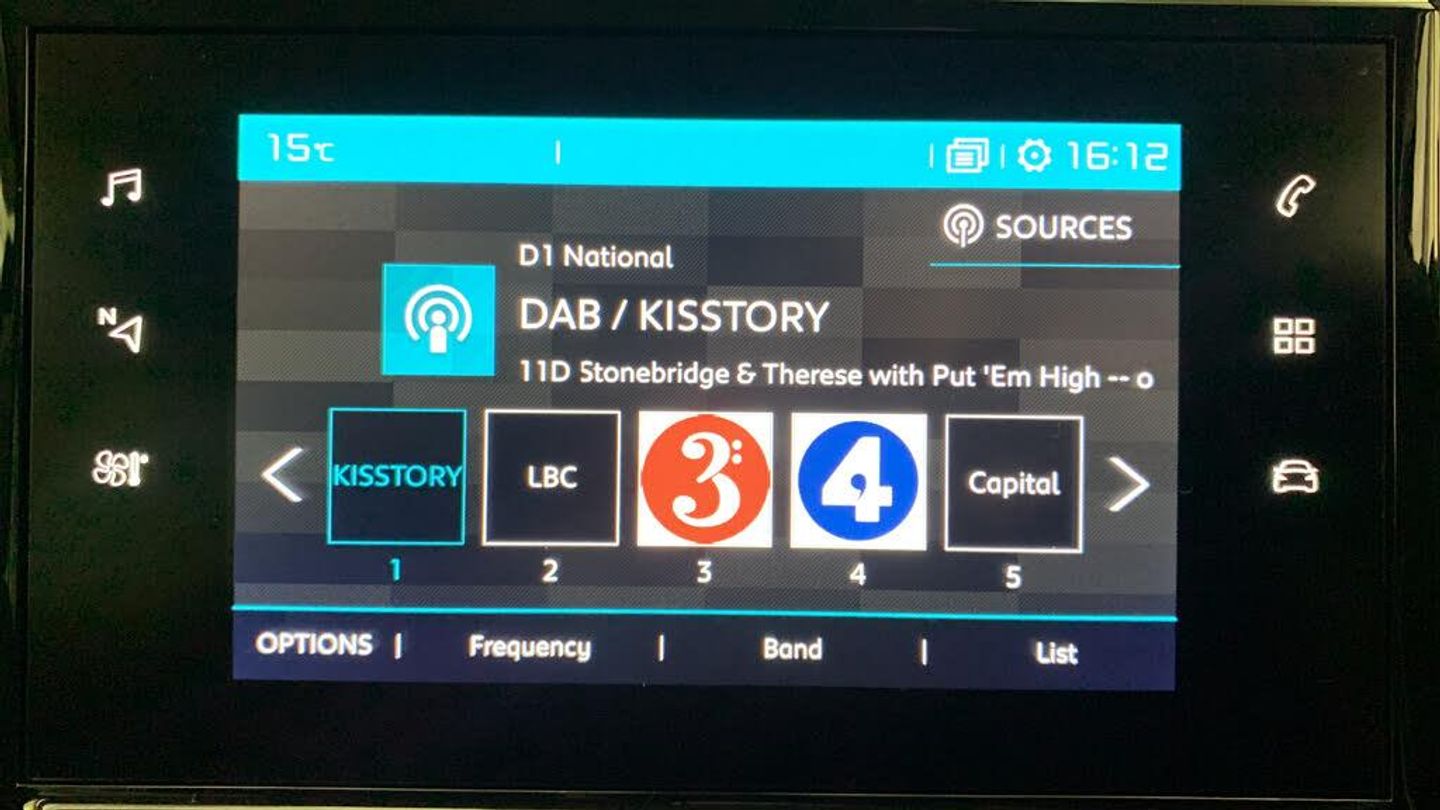 15℃
16:12
SOURCES
D1 National
DAB / KISSTORY
11D Stonebridge & Therese with Put 'Em High -- o
N
KISSTORY
LBC
3:
4
Capital
1
2
3
4
5
OPTIONS | Frequency | Band | List